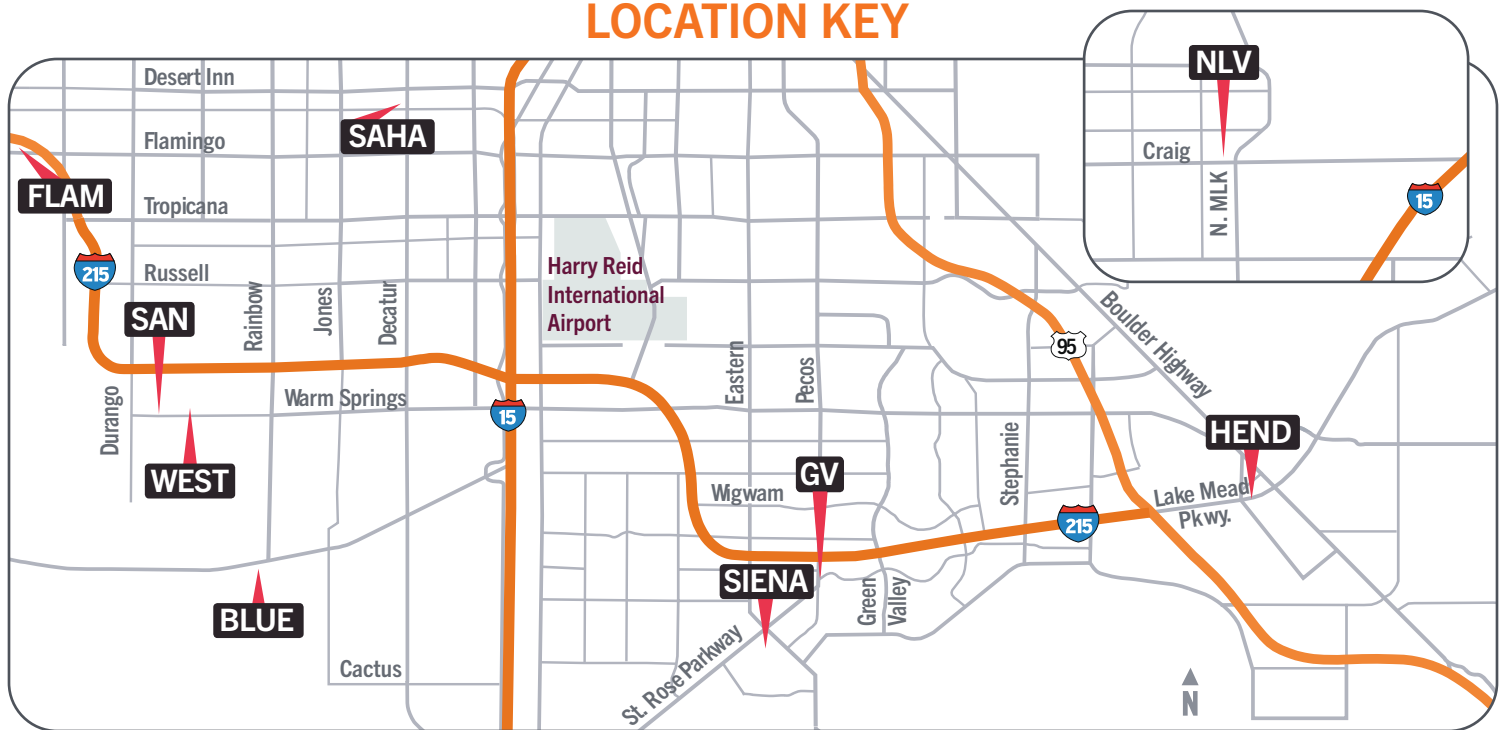 LOCATION KEY
NLV
Craig
N. MLK
15
Desert Inn
SAHA
Flamingo
FLAM
Tropicana
215
Russell
Harry Reid
International
Airport
SAN
Rainbow
Jones
Decatur
Boulder Highway
95
Eastern
Pecos
Durango
Warm Springs
15
Stephanie
HEND
WEST
GV
Wigwam
Lake Mead
Pkwy.
215
SIENA
Green
Valley
BLUE
St. Rose Parkway
Cactus
N